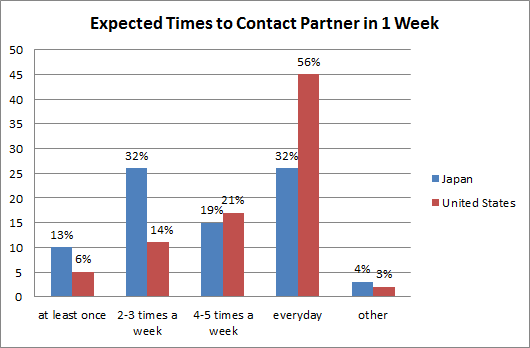 Expected Times to Contact Partner in 1 Week
50
45
40
35
30
25
20
15
10
5
0
13%
6%
32%
14%
19%
21%
32%
56%
4%
3%
at least once
2-3 times a
week
4-5 times a
week
everyday
other
Japan
United States